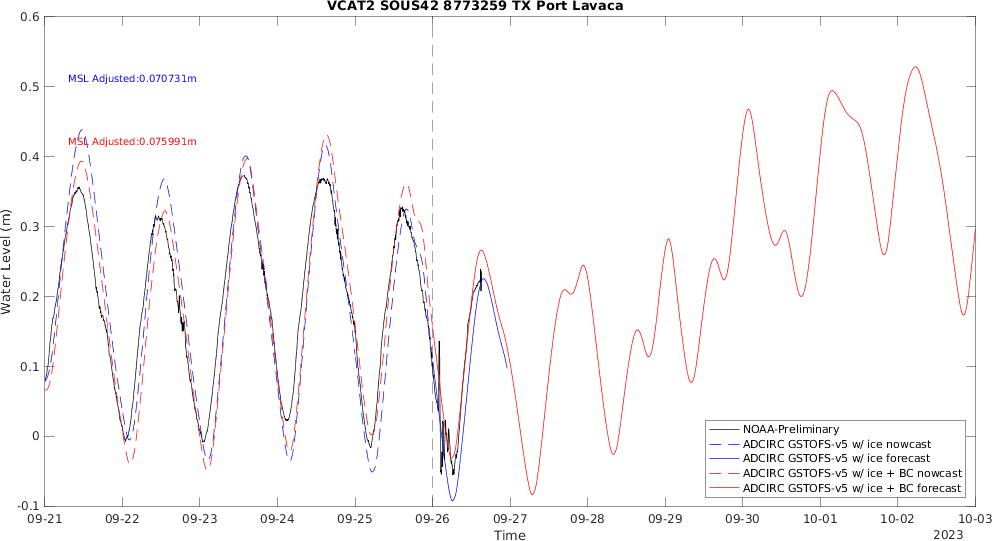 VCAT2 SOUS42 8773259 TX Port Lavaca
0.6
0.5
0.4
0.3
0.2
0.1
0
-0.1
Water Level (m)
MSL Adjusted:0.070731m
MSL Adjusted:0.075991m
NOAA-Preliminary
ADCIRC GSTOFS-v5 w/ ice nowcast
ADCIRC GSTOFS-v5 w/ ice forecast
ADCIRC GSTOFS-v5 w/ ice + BC nowcast
ADCIRC GSTOFS-v5 w/ ice + BC forecast
09-21 09-22 09-23 09-24 09-25 09-26 09-27 09-28 09-29 09-30 10-01 10-02 10-03
Time
2023